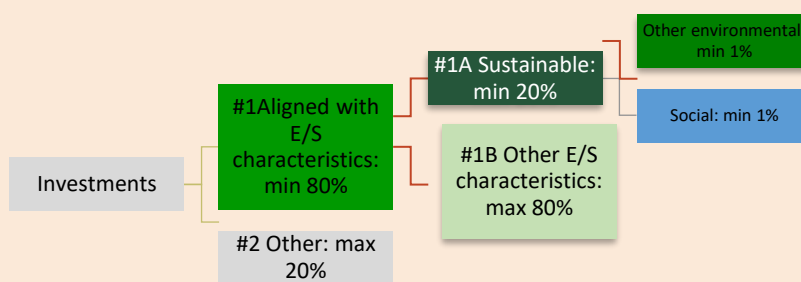 Investments
#1Aligned with
E/S
characteristics:
min 80%
#2 Other: max
20%
#1A Sustainable:
min 20%
#1B Other E/S
characteristics:
max 80%
Other environmental
min 1%
Social: min 1%